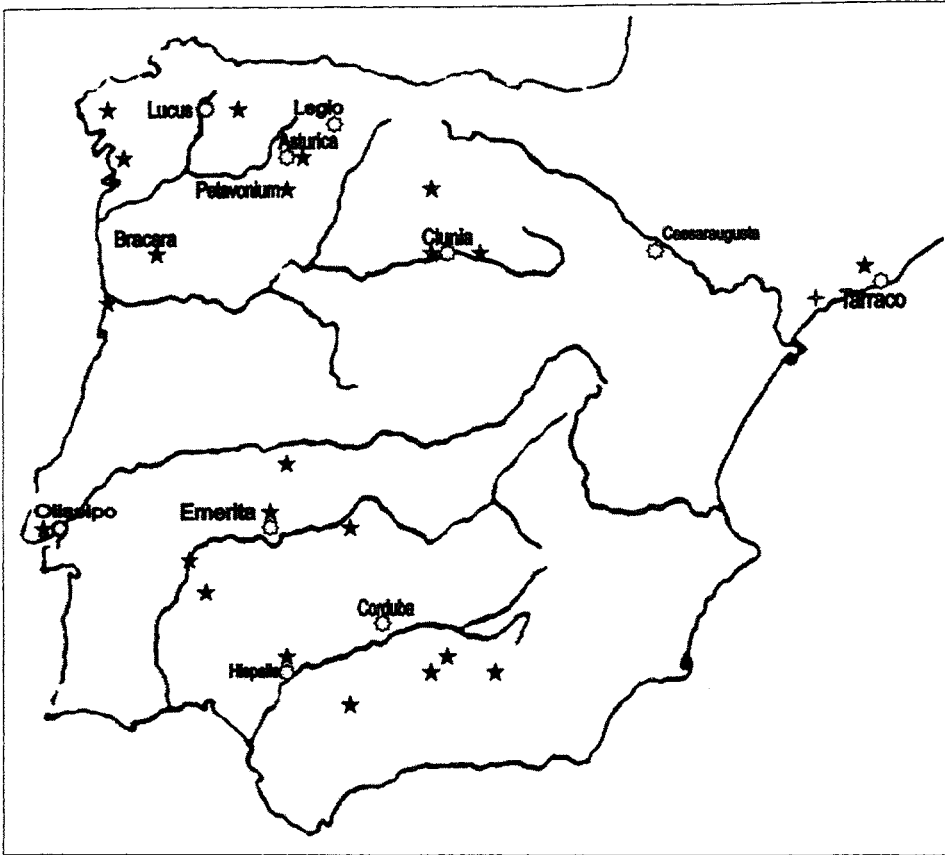 Lucus
Legio
Asturica
Petavonium
Bracara
Clunia
Caesaraugusta
Tarraco
Olisipo
Emerita
Corduba
Hispalis